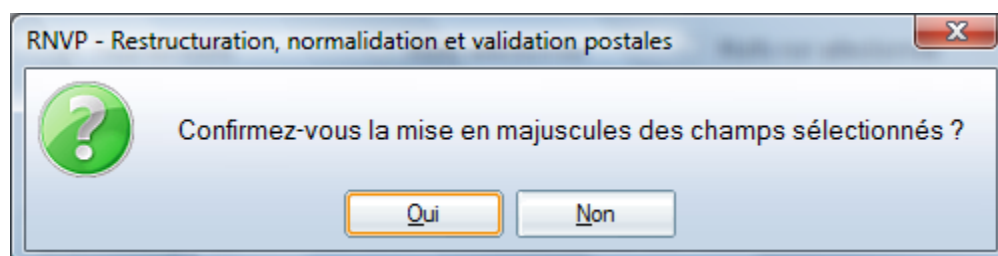 RNVP - Restructuration, normalidation et validation postales
Confirmez-vous la mise en majuscules des champs sélectionnés ?
Oui Non